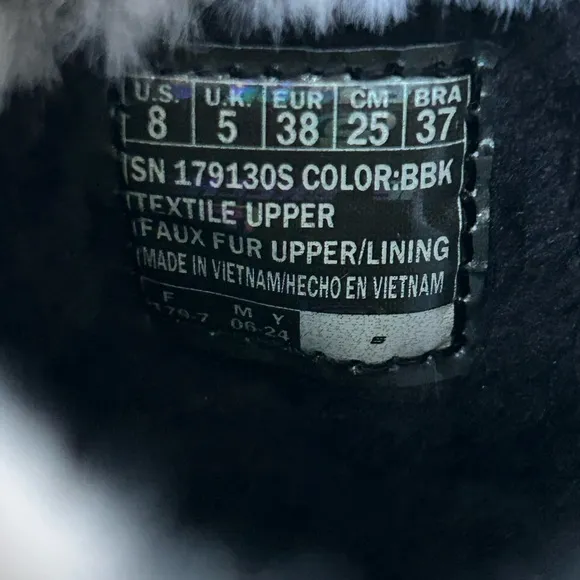 U.S. U.K. EUR CM BRA
8 5 38 25 37
SN 179130S COLOR:BBK
TEXTILE UPPER
FAUX FUR UPPER/LINING
MADE IN VIETNAM/HECHO EN VIETNAM
F M Y
06-24